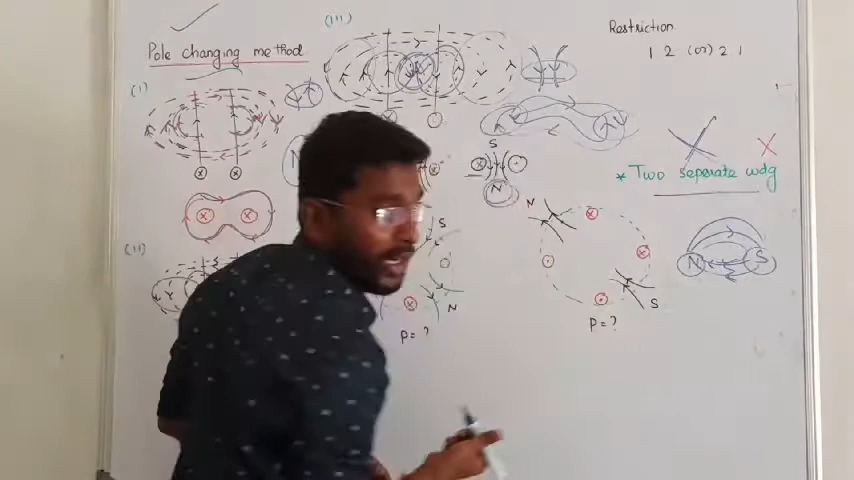 (III)
Restriction
1 2 (or) 2 1
Pole changing method
(I)
S
N
* Two seperate wdg
N
S
N
S
(II)
N
S
P = ?
P = ?